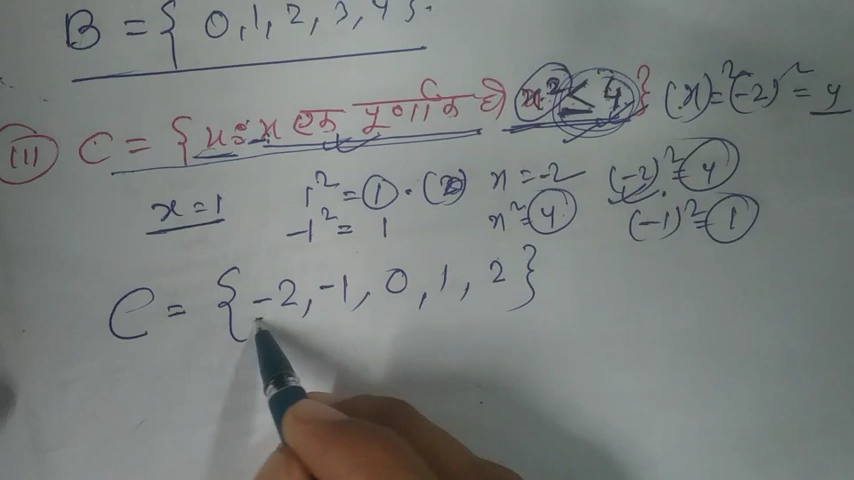 B = { 0, 1, 2, 3, 4 }.
(III) C = { x : x एक पूर्णांक है x² ≤ 4 } (x)² = (-2)² = 4
x = 1 1² = 1 x = -2 (-2)² = 4
-1² = 1 x² = 4 (-1)² = 1
C = { -2, -1, 0, 1, 2 }